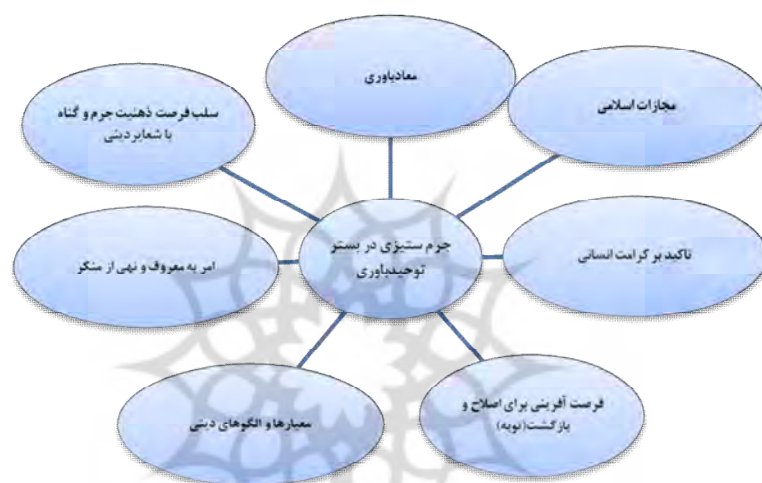 معادباوری
مجازات اسلامی
سلب فرصت ذهنیت جرم و گناه
با شعایر دینی
جرم ستیزی در بستر
توحیدباوری
تاکید بر کرامت انسانی
امر به معروف و نهی از منکر
فرصت آفرینی برای اصلاح و
بازگشت(توبه)
معیارها و الگوهای دینی